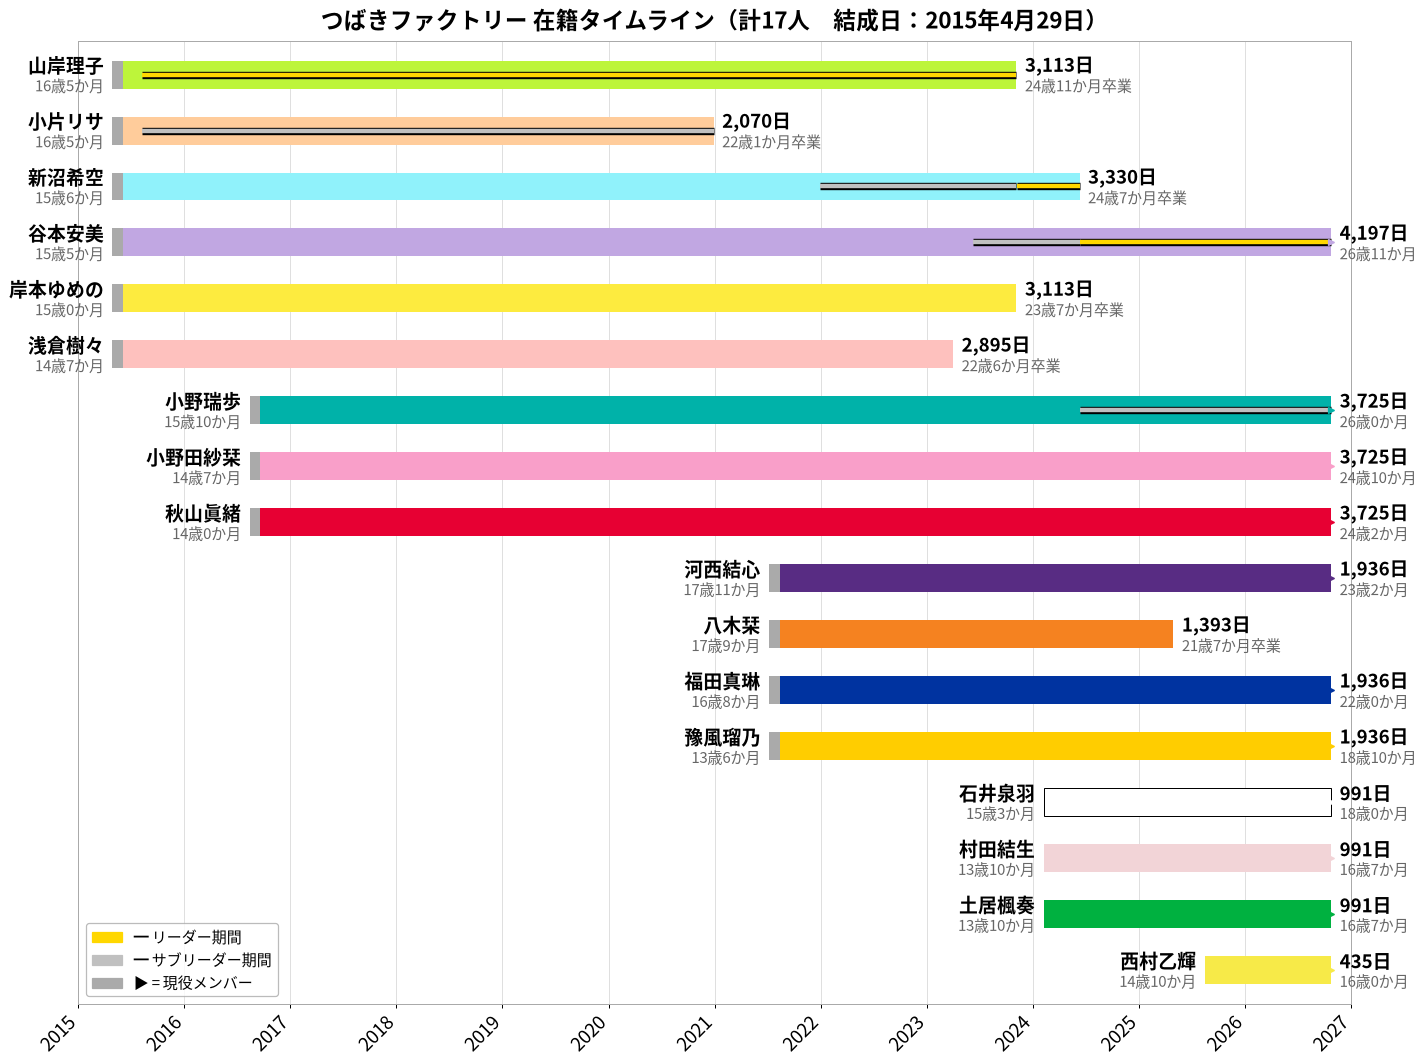 つばきファクトリー 在籍タイムライン（計17人　結成日：2015年4月29日）
山岸理子
16歳5か月
3,113日
24歳11か月卒業
小片リサ
16歳5か月
2,070日
22歳1か月卒業
新沼希空
15歳6か月
3,330日
24歳7か月卒業
谷本安美
15歳5か月
4,197日
26歳11か月
岸本ゆめの
15歳0か月
3,113日
23歳7か月卒業
浅倉樹々
14歳7か月
2,895日
22歳6か月卒業
小野瑞歩
15歳10か月
3,725日
26歳0か月
小野田紗栞
14歳7か月
3,725日
24歳10か月
秋山眞緒
14歳0か月
3,725日
24歳2か月
河西結心
17歳11か月
1,936日
23歳2か月
八木栞
17歳9か月
1,393日
21歳7か月卒業
福田真琳
16歳8か月
1,936日
22歳0か月
豫風瑠乃
13歳6か月
1,936日
18歳10か月
石井泉羽
15歳3か月
991日
18歳0か月
村田結生
13歳10か月
991日
16歳7か月
土居楓奏
13歳10か月
991日
16歳7か月
西村乙輝
14歳10か月
435日
16歳0か月
ー リーダー期間
ー サブリーダー期間
▶ = 現役メンバー
2015
2016
2017
2018
2019
2020
2021
2022
2023
2024
2025
2026
2027